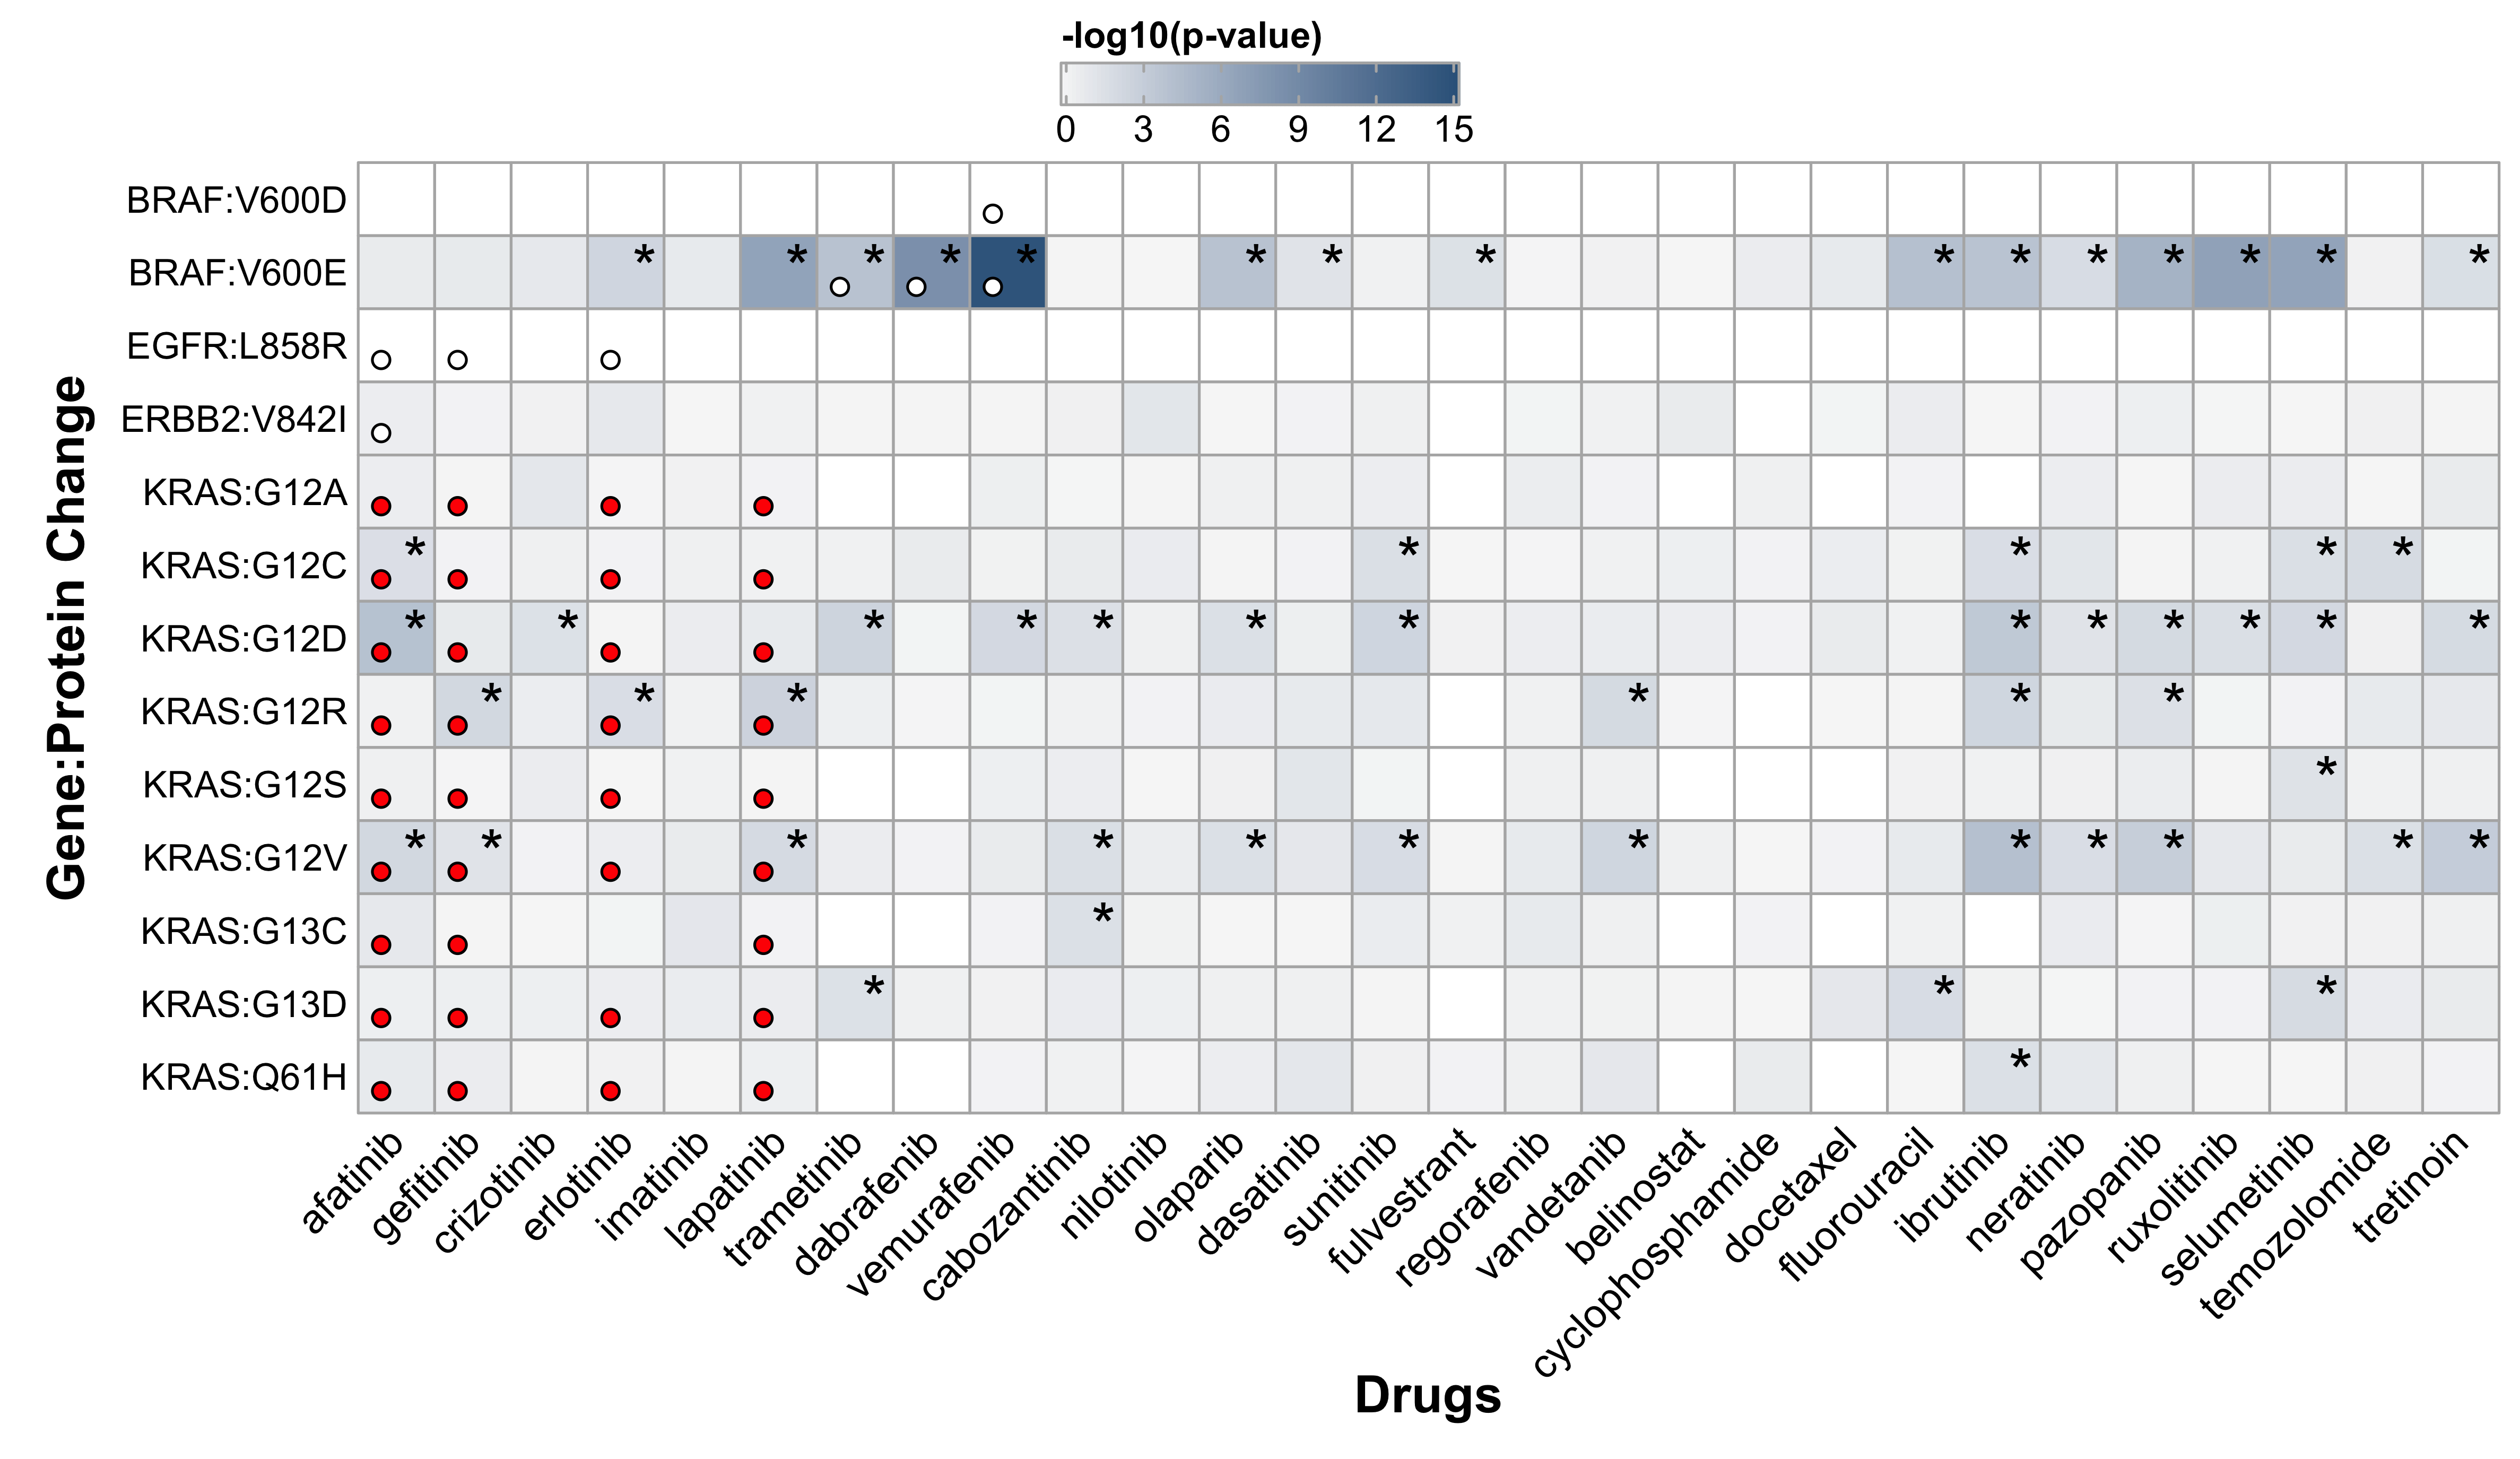 -log10(p-value)
0 3 6 9 12 15
Gene:Protein Change
BRAF:V600D
BRAF:V600E
* * * * * * * * * * * * * * *
EGFR:L858R
ERBB2:V842I
KRAS:G12A
KRAS:G12C
* * * * *
KRAS:G12D
* * * * * * * * * * * * *
KRAS:G12R
* * * * * *
KRAS:G12S
*
KRAS:G12V
* * * * * * * * * * * *
KRAS:G13C
*
KRAS:G13D
* * *
KRAS:Q61H
*
afatinib
gefitinib
crizotinib
erlotinib
imatinib
lapatinib
trametinib
dabrafenib
vemurafenib
cabozantinib
nilotinib
olaparib
dasatinib
sunitinib
fulvestrant
regorafenib
vandetanib
belinostat
cyclophosphamide
docetaxel
fluorouracil
ibrutinib
neratinib
pazopanib
ruxolitinib
selumetinib
temozolomide
tretinoin
Drugs